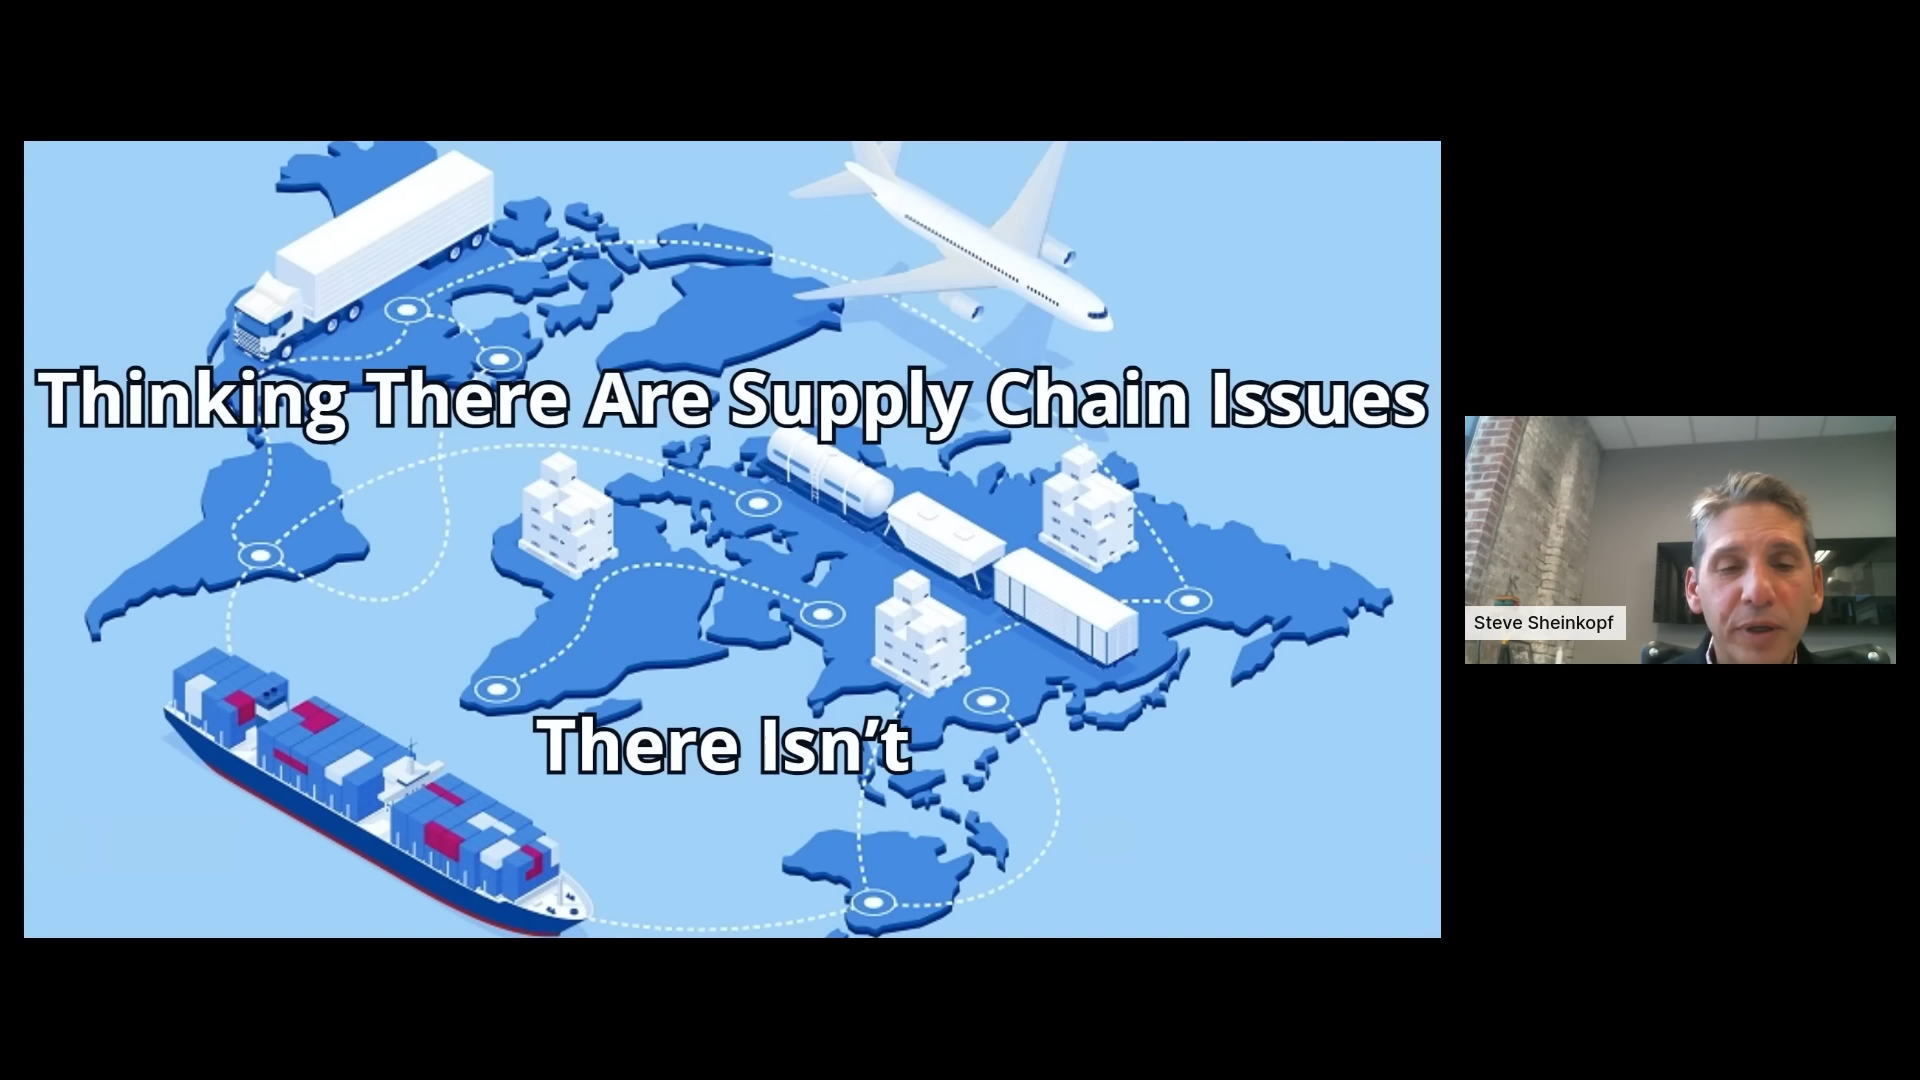 Thinking There Are Supply Chain Issues
There Isn’t
Steve Sheinkopf